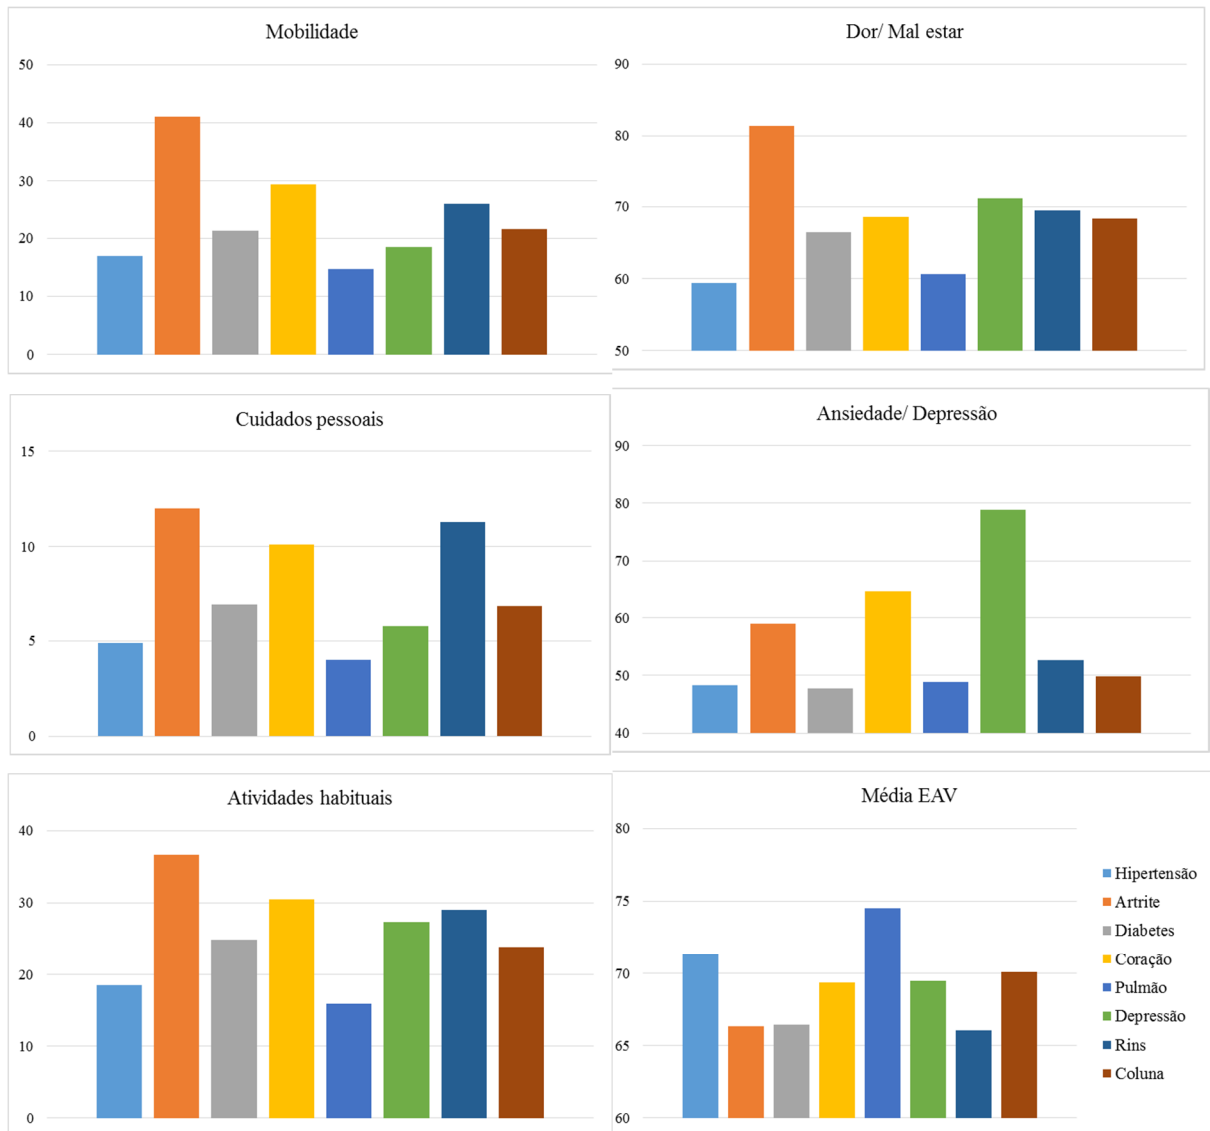 Mobilidade
50
40
30
20
10
0
Dor/ Mal estar
90
80
70
60
50
Cuidados pessoais
15
10
5
0
Ansiedade/ Depressão
90
80
70
60
50
40
Atividades habituais
40
30
20
10
0
Média EAV
80
75
70
65
60
Hipertensão
Artrite
Diabetes
Coração
Pulmão
Depressão
Rins
Coluna